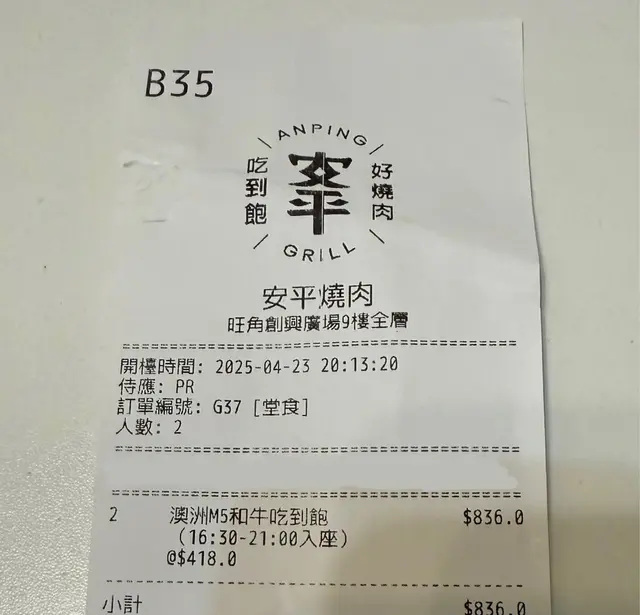 B35
ANPING
吃到飽
安平
好燒肉
GRILL
安平燒肉
旺角創興廣場9樓全層
開檯時間: 2025-04-23 20:13:20
侍應: PR
訂單編號: G37 [堂食]
人數: 2
2 澳洲M5和牛吃到飽 $836.0
(16:30-21:00入座)
@$418.0
小計 $836.0